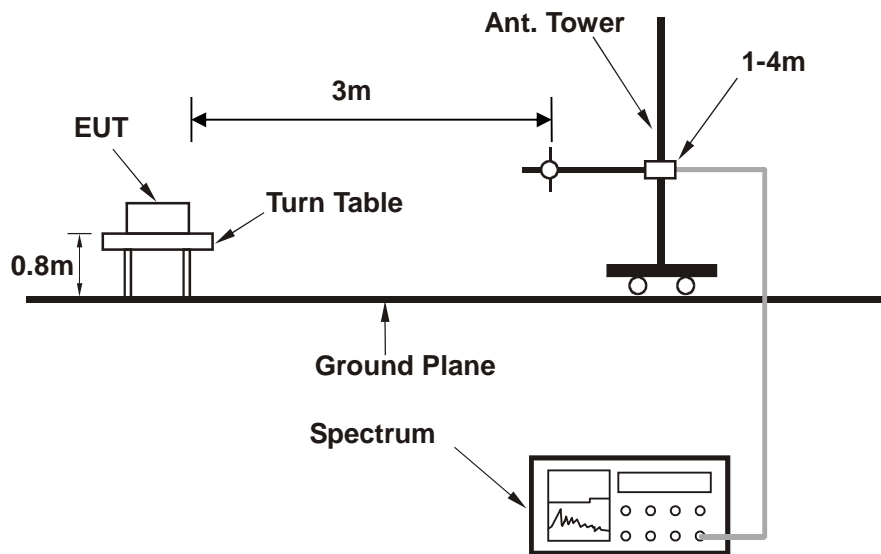 Ant. Tower
1-4m
3m
EUT
Turn Table
0.8m
Ground Plane
Spectrum